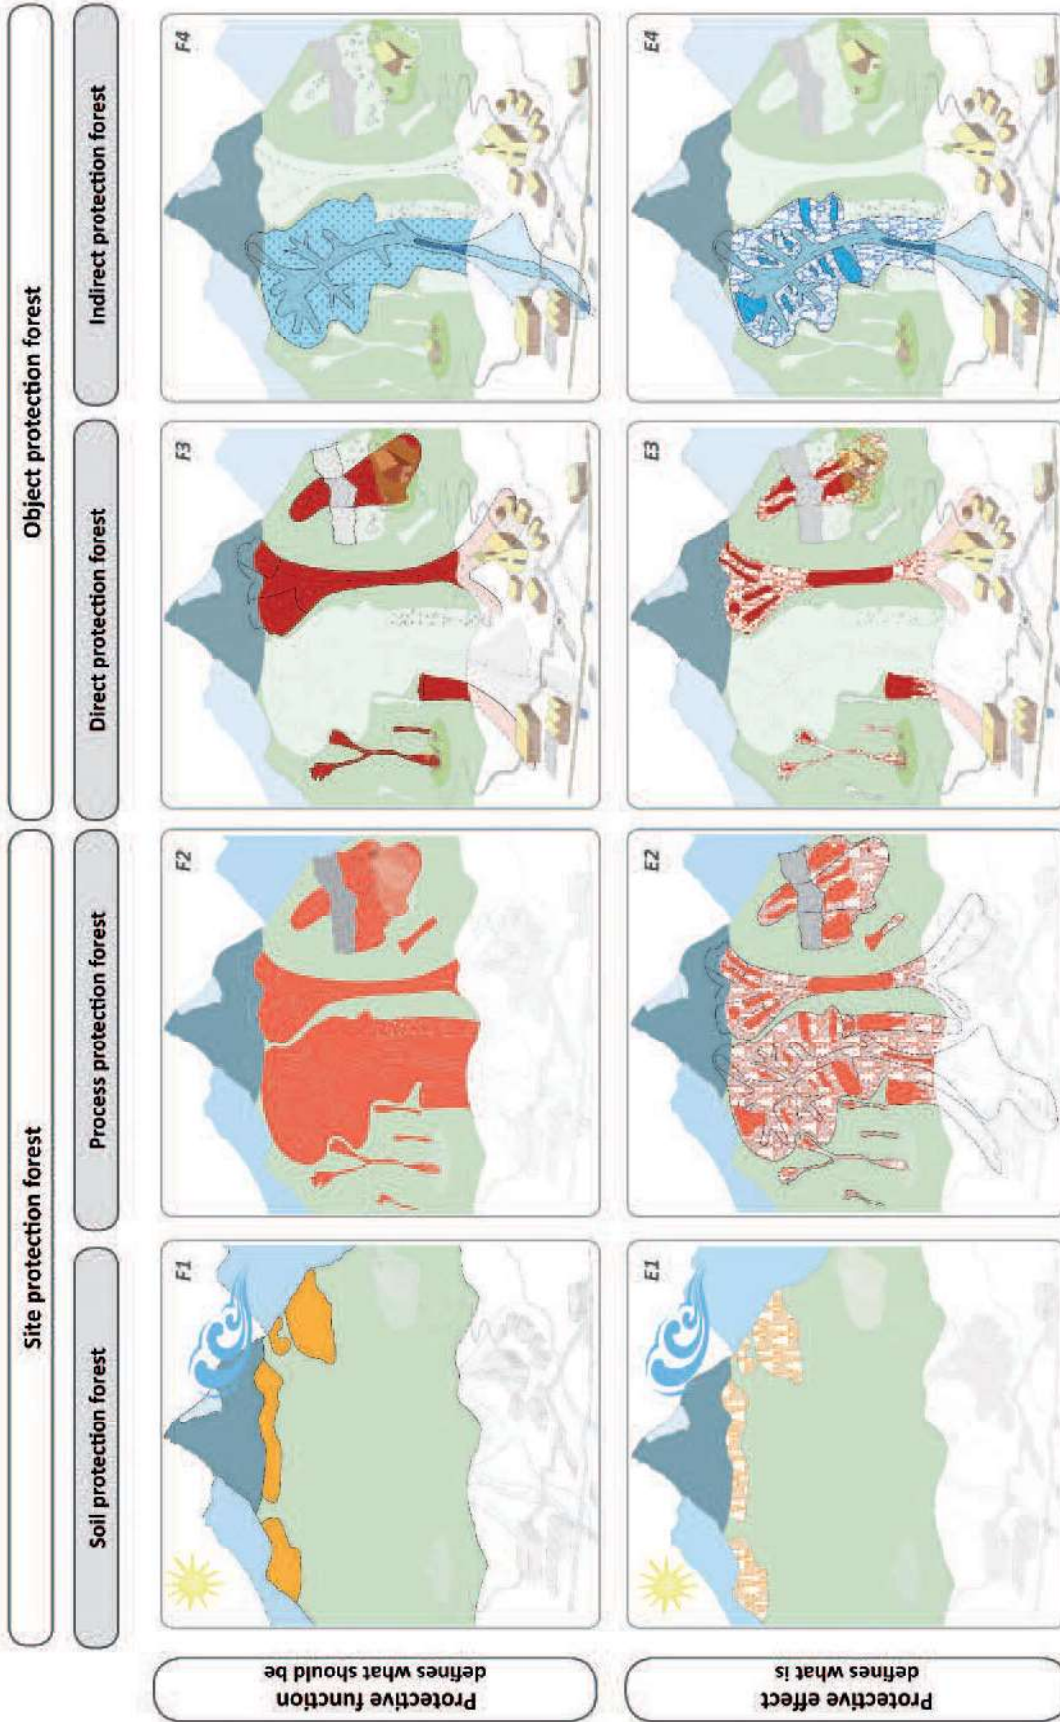 Site protection forest
Object protection forest
Soil protection forest
Process protection forest
Direct protection forest
Indirect protection forest
Protective function
defines what should be
F1
F2
F3
F4
Protective effect
defines what is
E1
E2
E3
E4